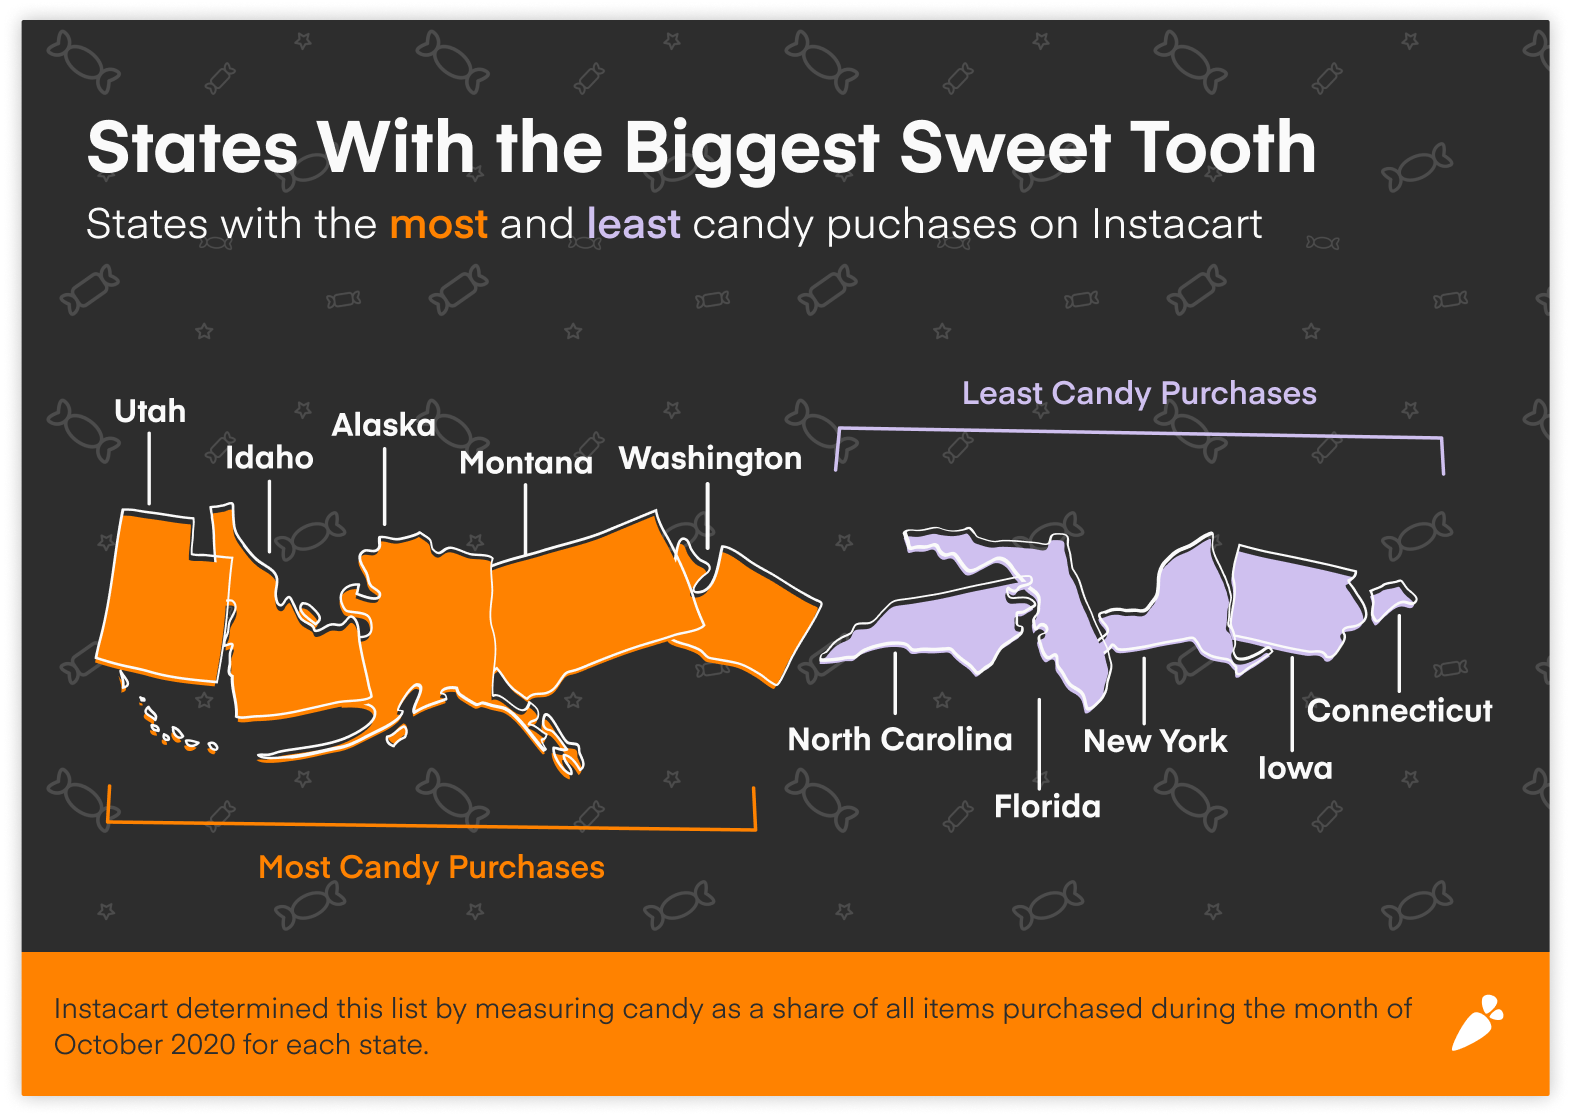 States With the Biggest Sweet Tooth
States with the most and least candy puchases on Instacart
Least Candy Purchases
Utah
Idaho
Alaska
Montana
Washington
North Carolina
Florida
New York
Iowa
Connecticut
Most Candy Purchases
Instacart determined this list by measuring candy as a share of all items purchased during the month of
October 2020 for each state.